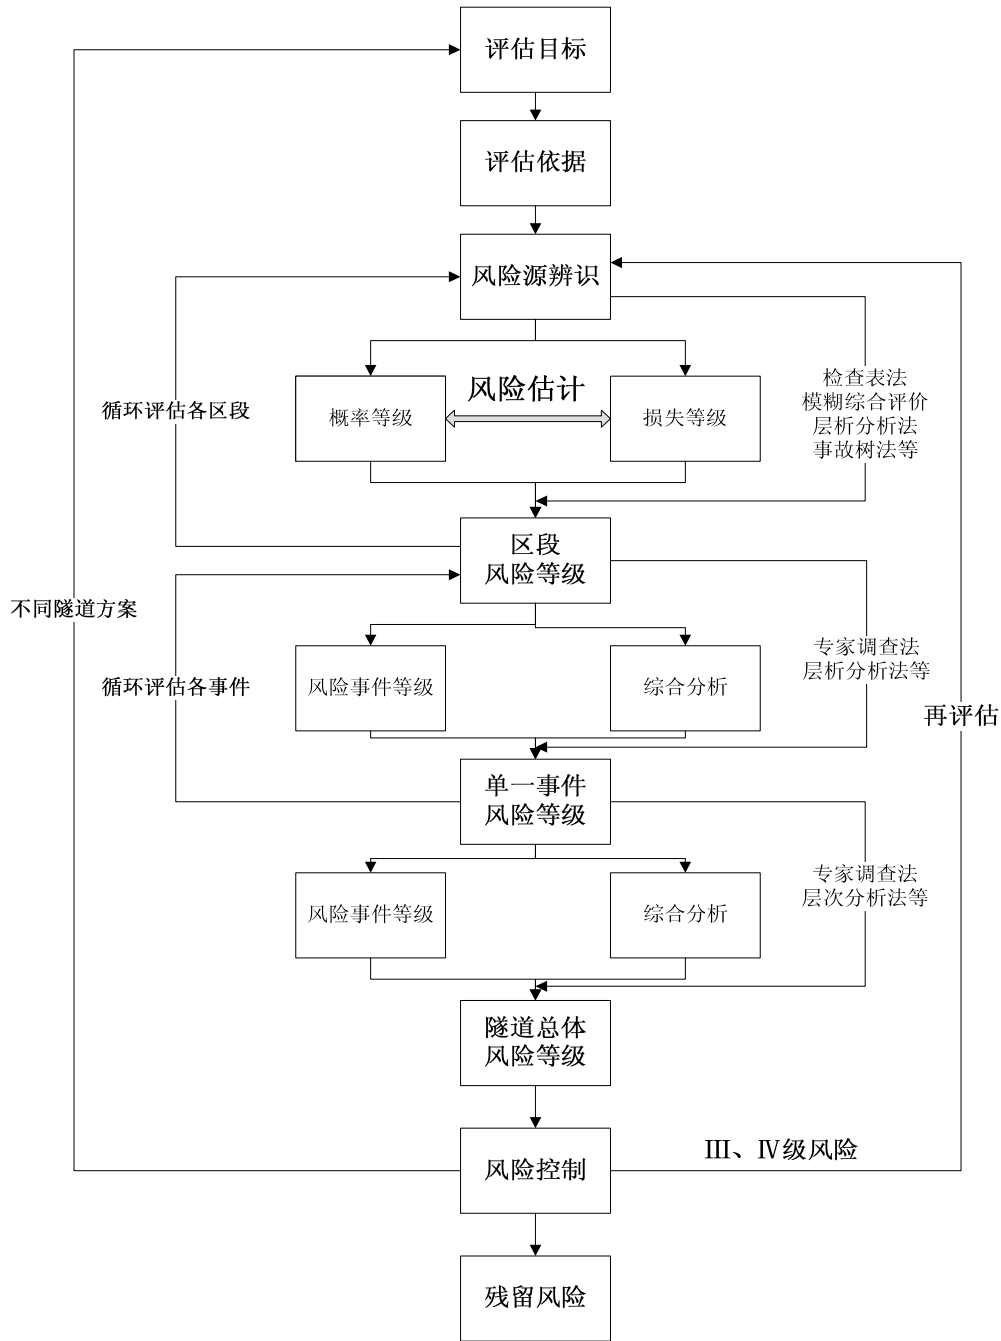 评估目标
评估依据
风险源辨识
风险估计
检查表法
模糊综合评价
层析分析法
事故树法等
循环评估各区段
概率等级
损失等级
区段
风险等级
不同隧道方案
专家调查法
层析分析法等
循环评估各事件
风险事件等级
综合分析
再评估
单一事件
风险等级
专家调查法
层次分析法等
风险事件等级
综合分析
隧道总体
风险等级
Ⅲ、Ⅳ级风险
风险控制
残留风险